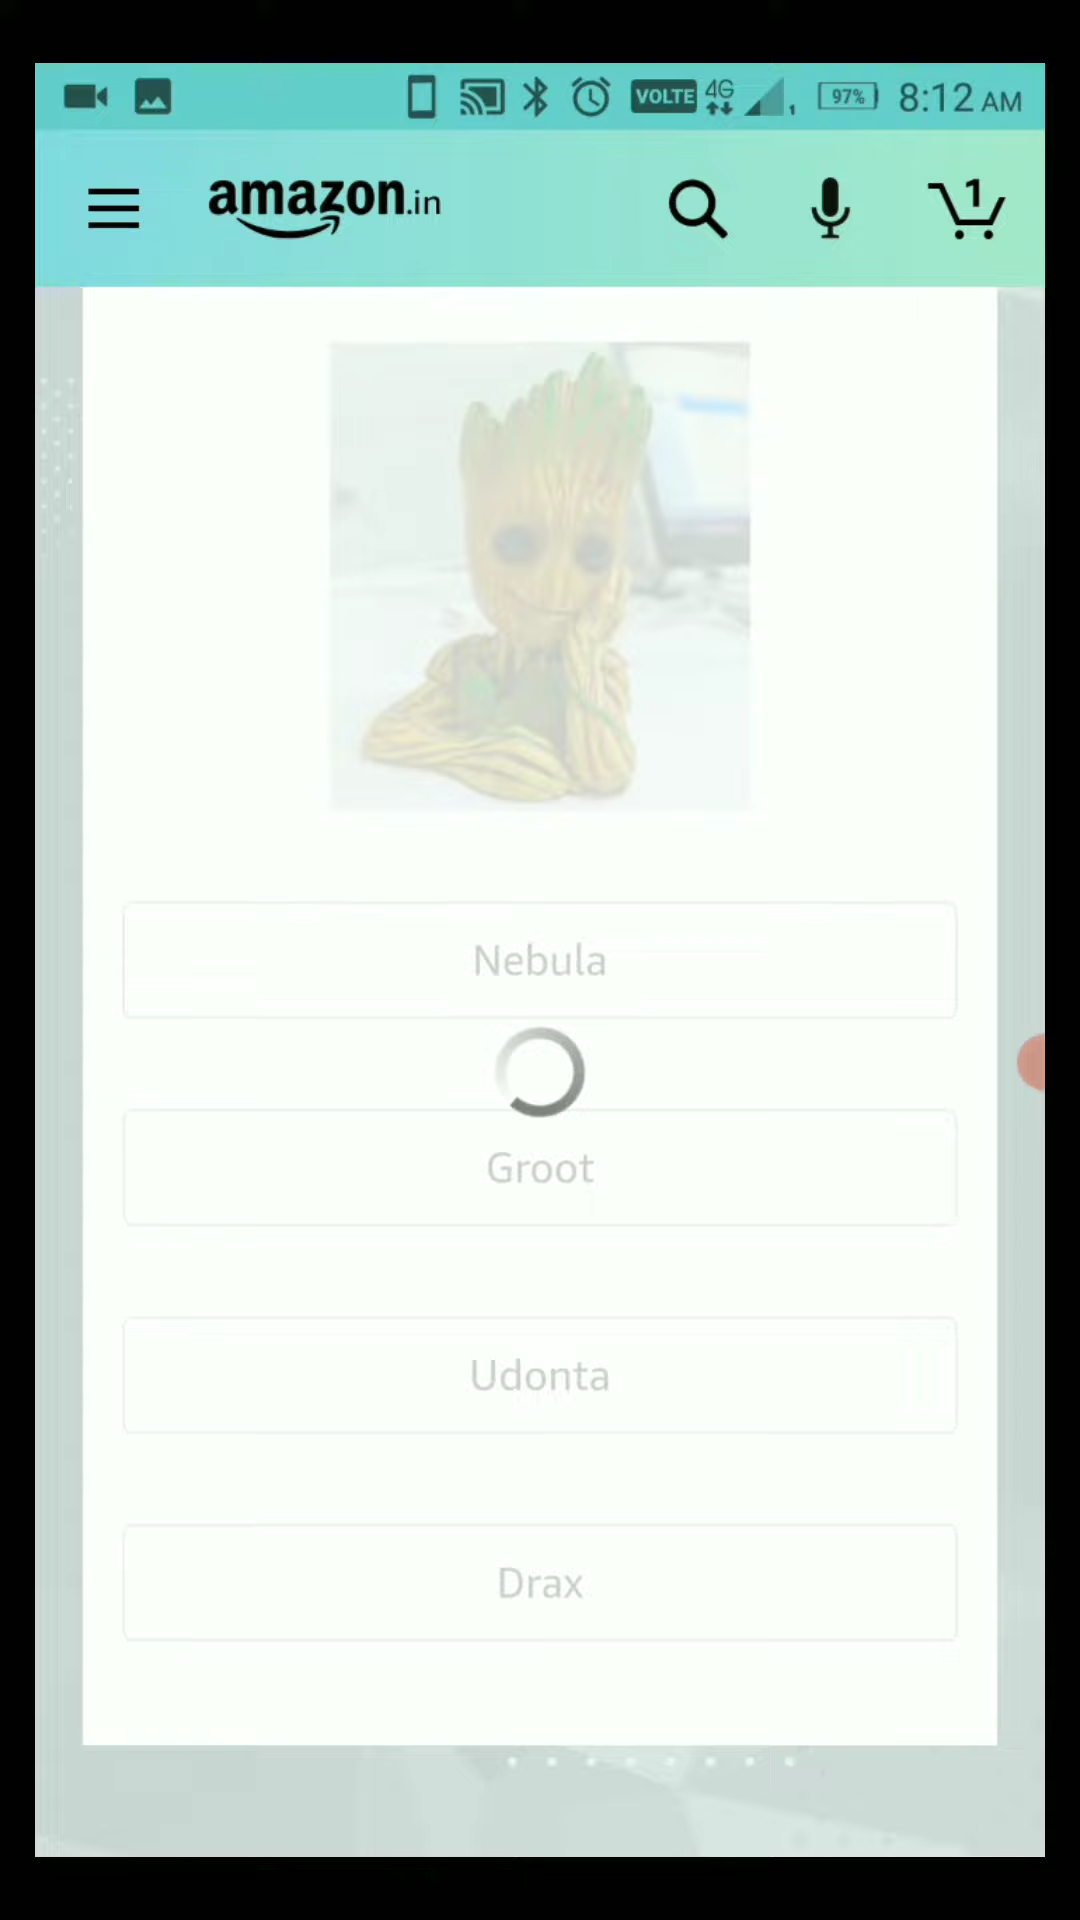 VOLTE 4G 97% 8:12 AM
amazon.in 1
Nebula
Groot
Udonta
Drax